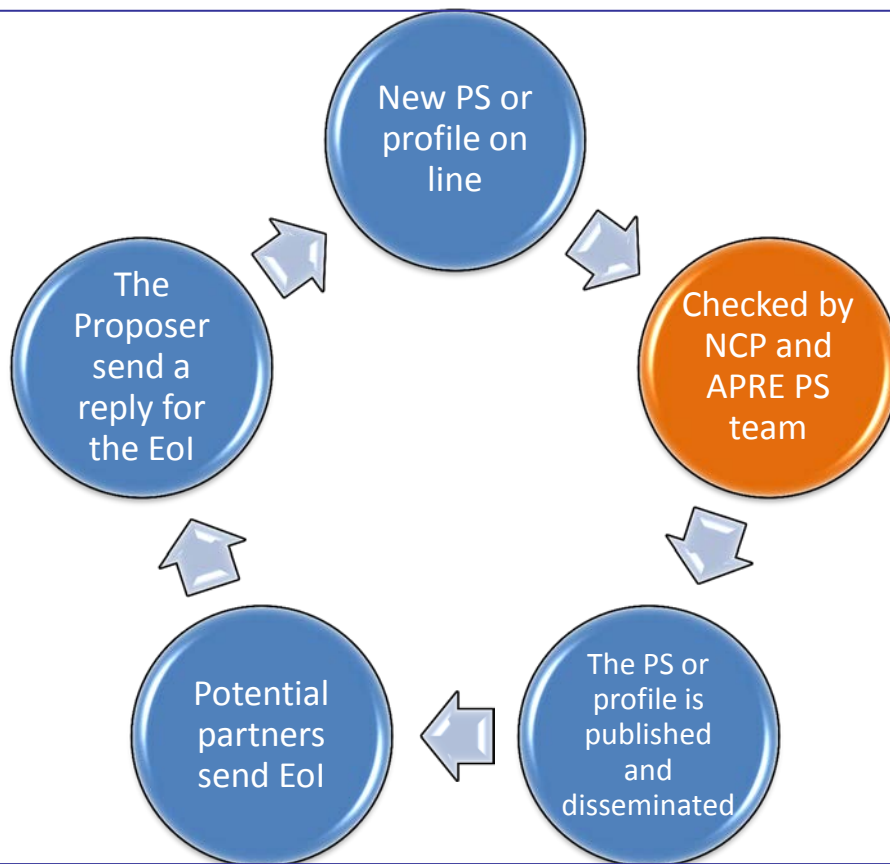 New PS or
profile on
line
Checked by
NCP and
APRE PS
team
The PS or
profile is
published
and
disseminated
Potential
partners
send EoI
The
Proposer
send a
reply for
the EoI